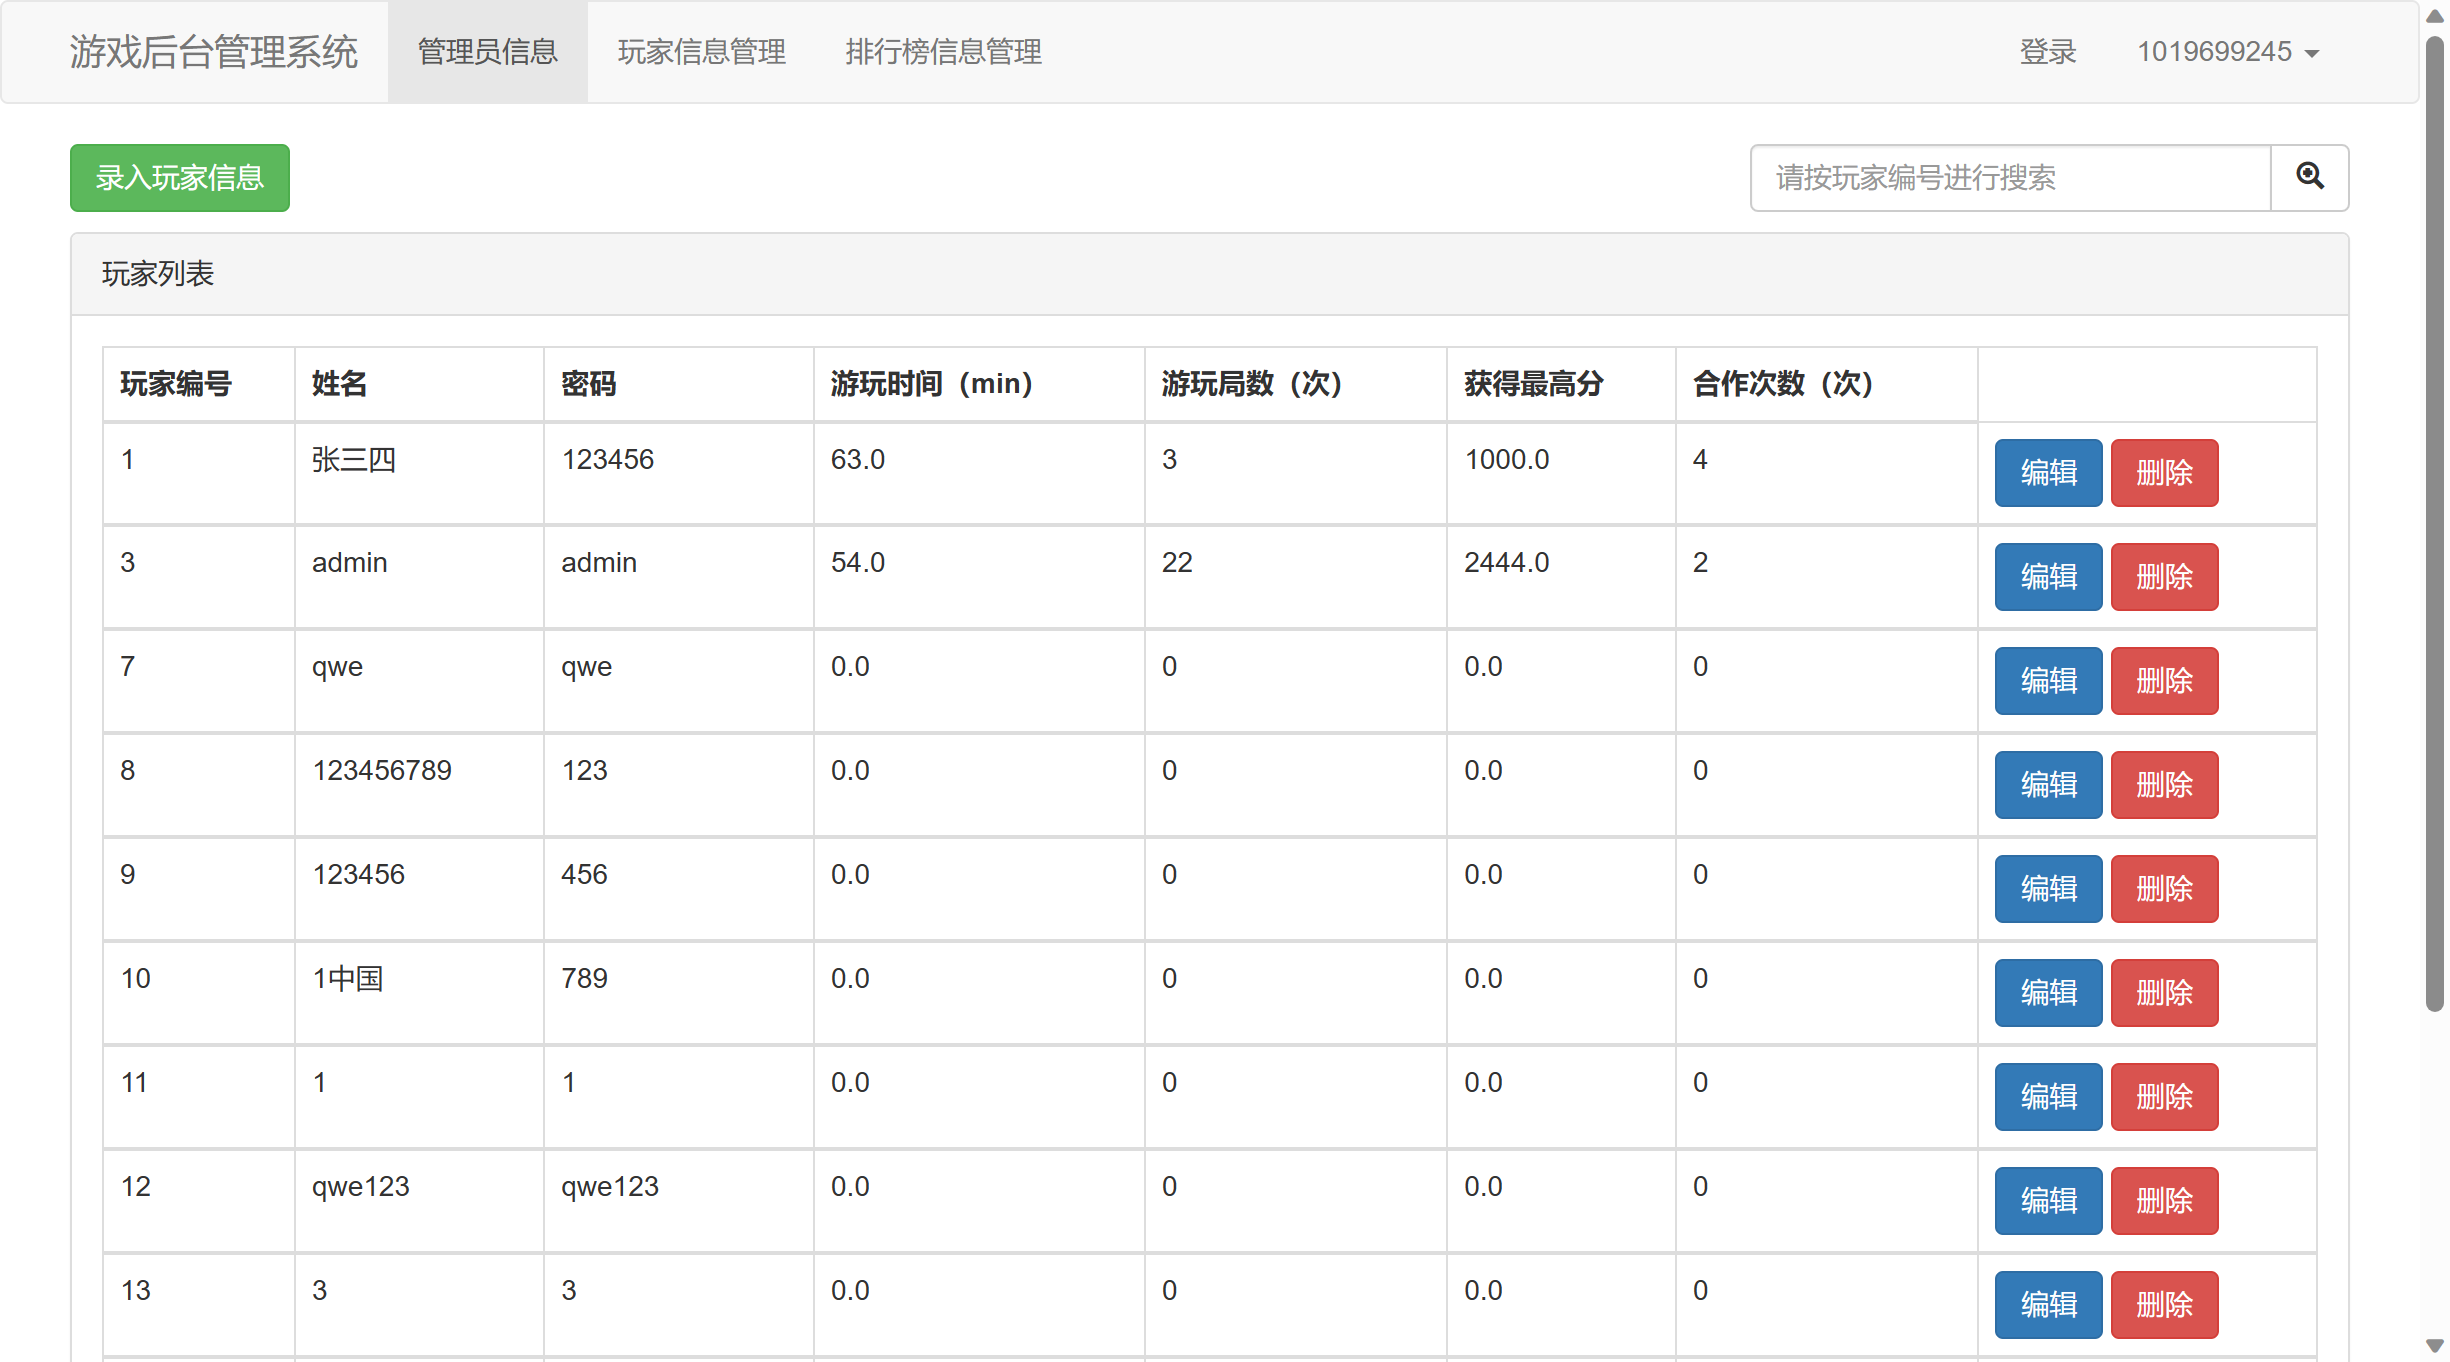 游戏后台管理系统 管理员信息 玩家信息管理 排行榜信息管理 登录 1019699245
录入玩家信息 请按玩家编号进行搜索
玩家列表
玩家编号 姓名 密码 游玩时间（min） 游玩局数（次） 获得最高分 合作次数（次）
1 张三四 123456 63.0 3 1000.0 4 编辑 删除
3 admin admin 54.0 22 2444.0 2 编辑 删除
7 qwe qwe 0.0 0 0.0 0 编辑 删除
8 123456789 123 0.0 0 0.0 0 编辑 删除
9 123456 456 0.0 0 0.0 0 编辑 删除
10 1中国 789 0.0 0 0.0 0 编辑 删除
11 1 1 0.0 0 0.0 0 编辑 删除
12 qwe123 qwe123 0.0 0 0.0 0 编辑 删除
13 3 3 0.0 0 0.0 0 编辑 删除